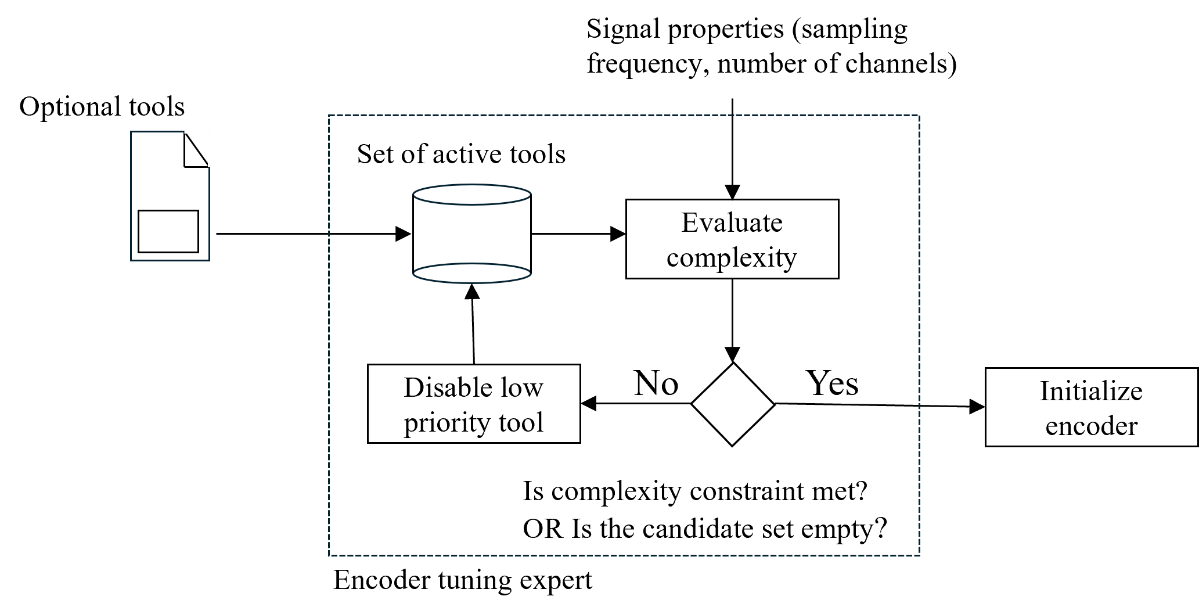 Signal properties (sampling
frequency, number of channels)
Optional tools
Set of active tools
Evaluate
complexity
Disable low
priority tool
No
Yes
Initialize
encoder
Is complexity constraint met?
OR Is the candidate set empty?
Encoder tuning expert